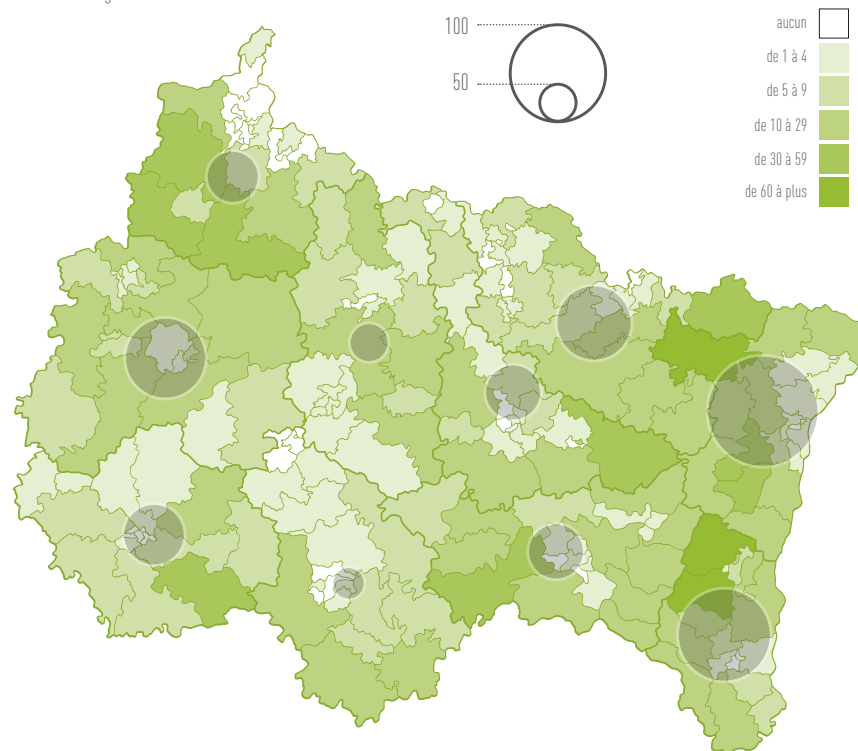 100
50
aucun
de 1 à 4
de 5 à 9
de 10 à 29
de 30 à 59
de 60 à plus